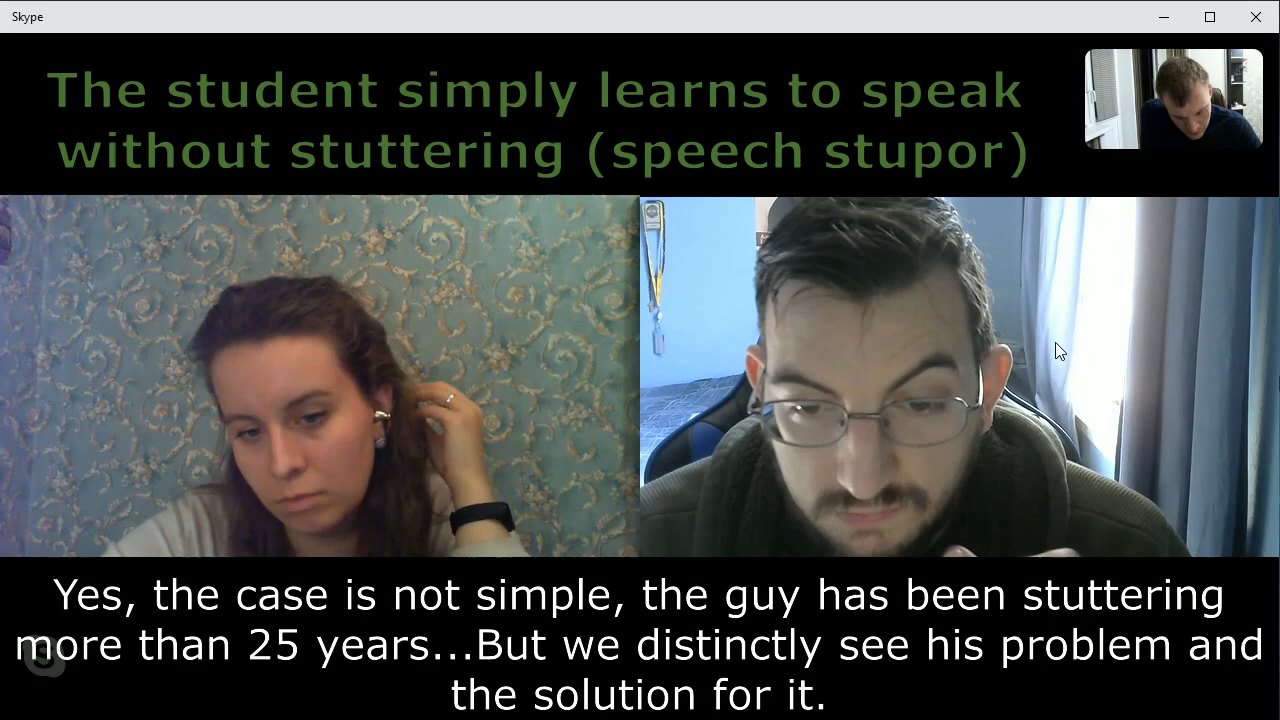 Skype
The student simply learns to speak
without stuttering (speech stupor)
Yes, the case is not simple, the guy has been stuttering
more than 25 years...But we distinctly see his problem and
the solution for it.